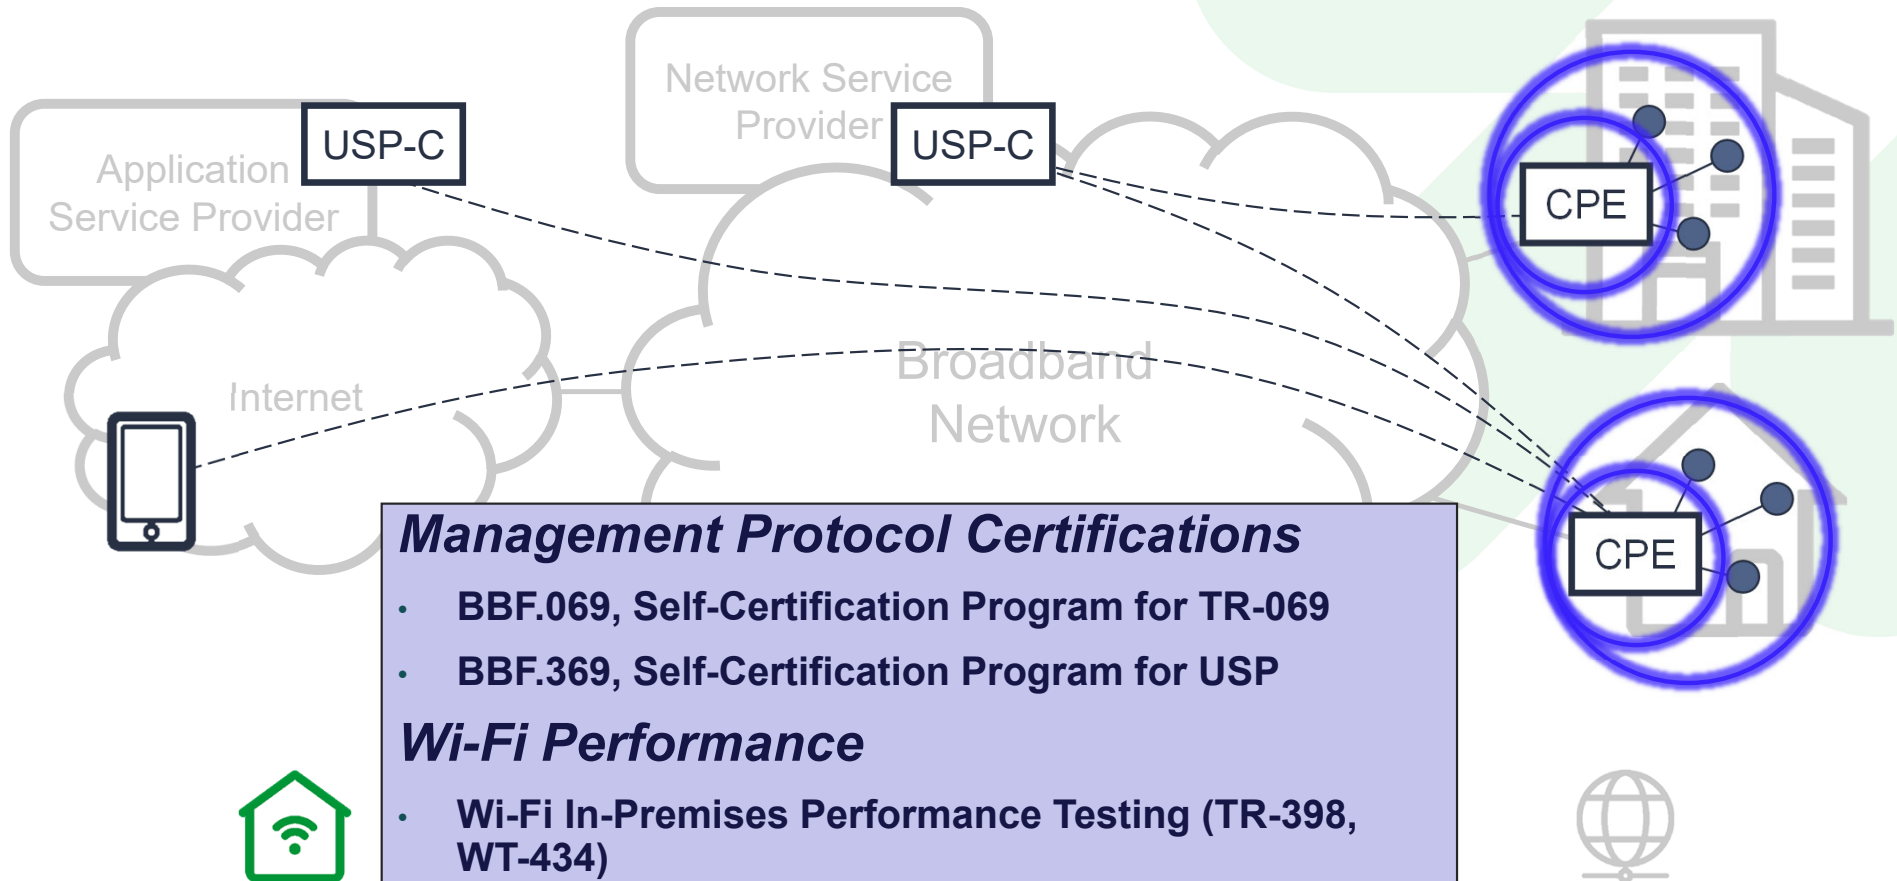 Network Service
Provider
USP-C
USP-C
Application
Service Provider
CPE
Internet
Broadband
Network
CPE
Management Protocol Certifications
• BBF.069, Self-Certification Program for TR-069
• BBF.369, Self-Certification Program for USP
Wi-Fi Performance
• Wi-Fi In-Premises Performance Testing (TR-398,
WT-434)